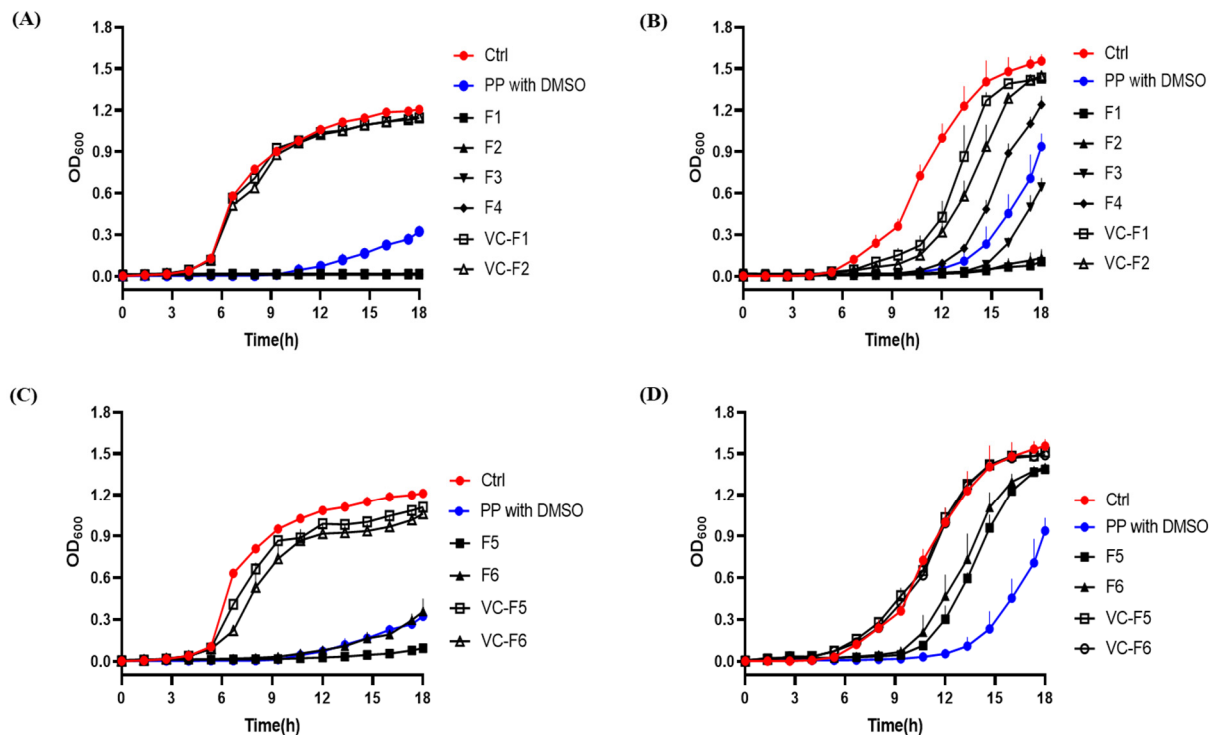 (A)
OD600
1.8
1.5
1.2
0.9
0.6
0.3
0.0
0 3 6 9 12 15 18
Time(h)
Ctrl
PP with DMSO
F1
F2
F3
F4
VC-F1
VC-F2
(B)
OD600
1.8
1.5
1.2
0.9
0.6
0.3
0.0
0 3 6 9 12 15 18
Time(h)
Ctrl
PP with DMSO
F1
F2
F3
F4
VC-F1
VC-F2
(C)
OD600
1.8
1.5
1.2
0.9
0.6
0.3
0.0
0 3 6 9 12 15 18
Time(h)
Ctrl
PP with DMSO
F5
F6
VC-F5
VC-F6
(D)
OD600
1.8
1.5
1.2
0.9
0.6
0.3
0.0
0 3 6 9 12 15 18
Time(h)
Ctrl
PP with DMSO
F5
F6
VC-F5
VC-F6